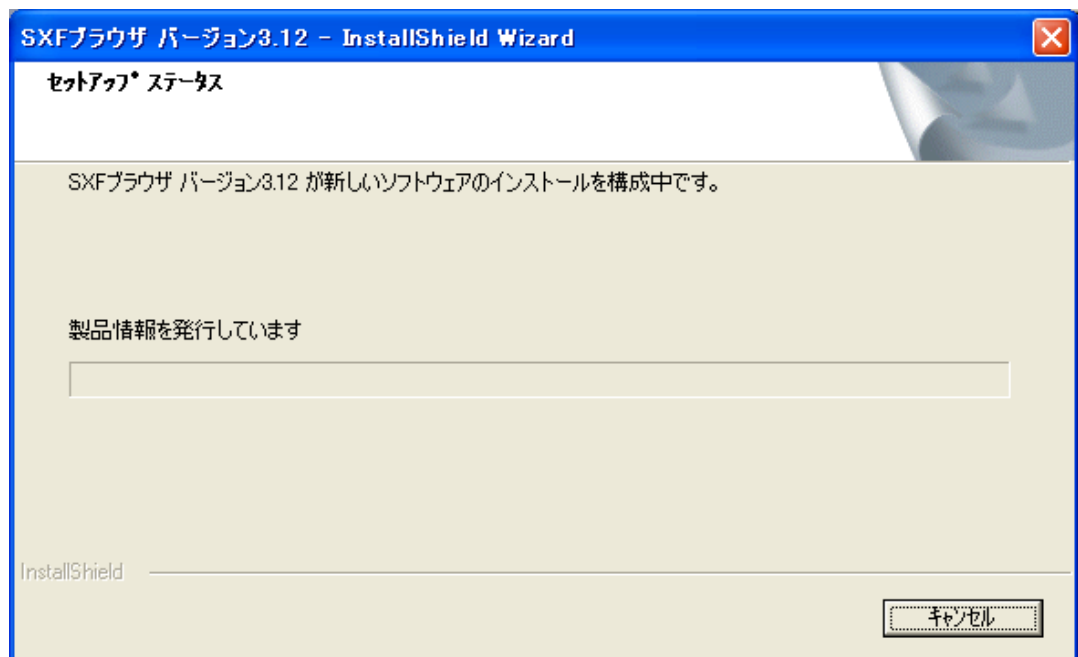 SXFブラウザ バージョン3.12 - InstallShield Wizard
セットアップ ステータス
SXFブラウザ バージョン3.12 が新しいソフトウェアのインストールを構成中です。
製品情報を発行しています
InstallShield
キャンセル